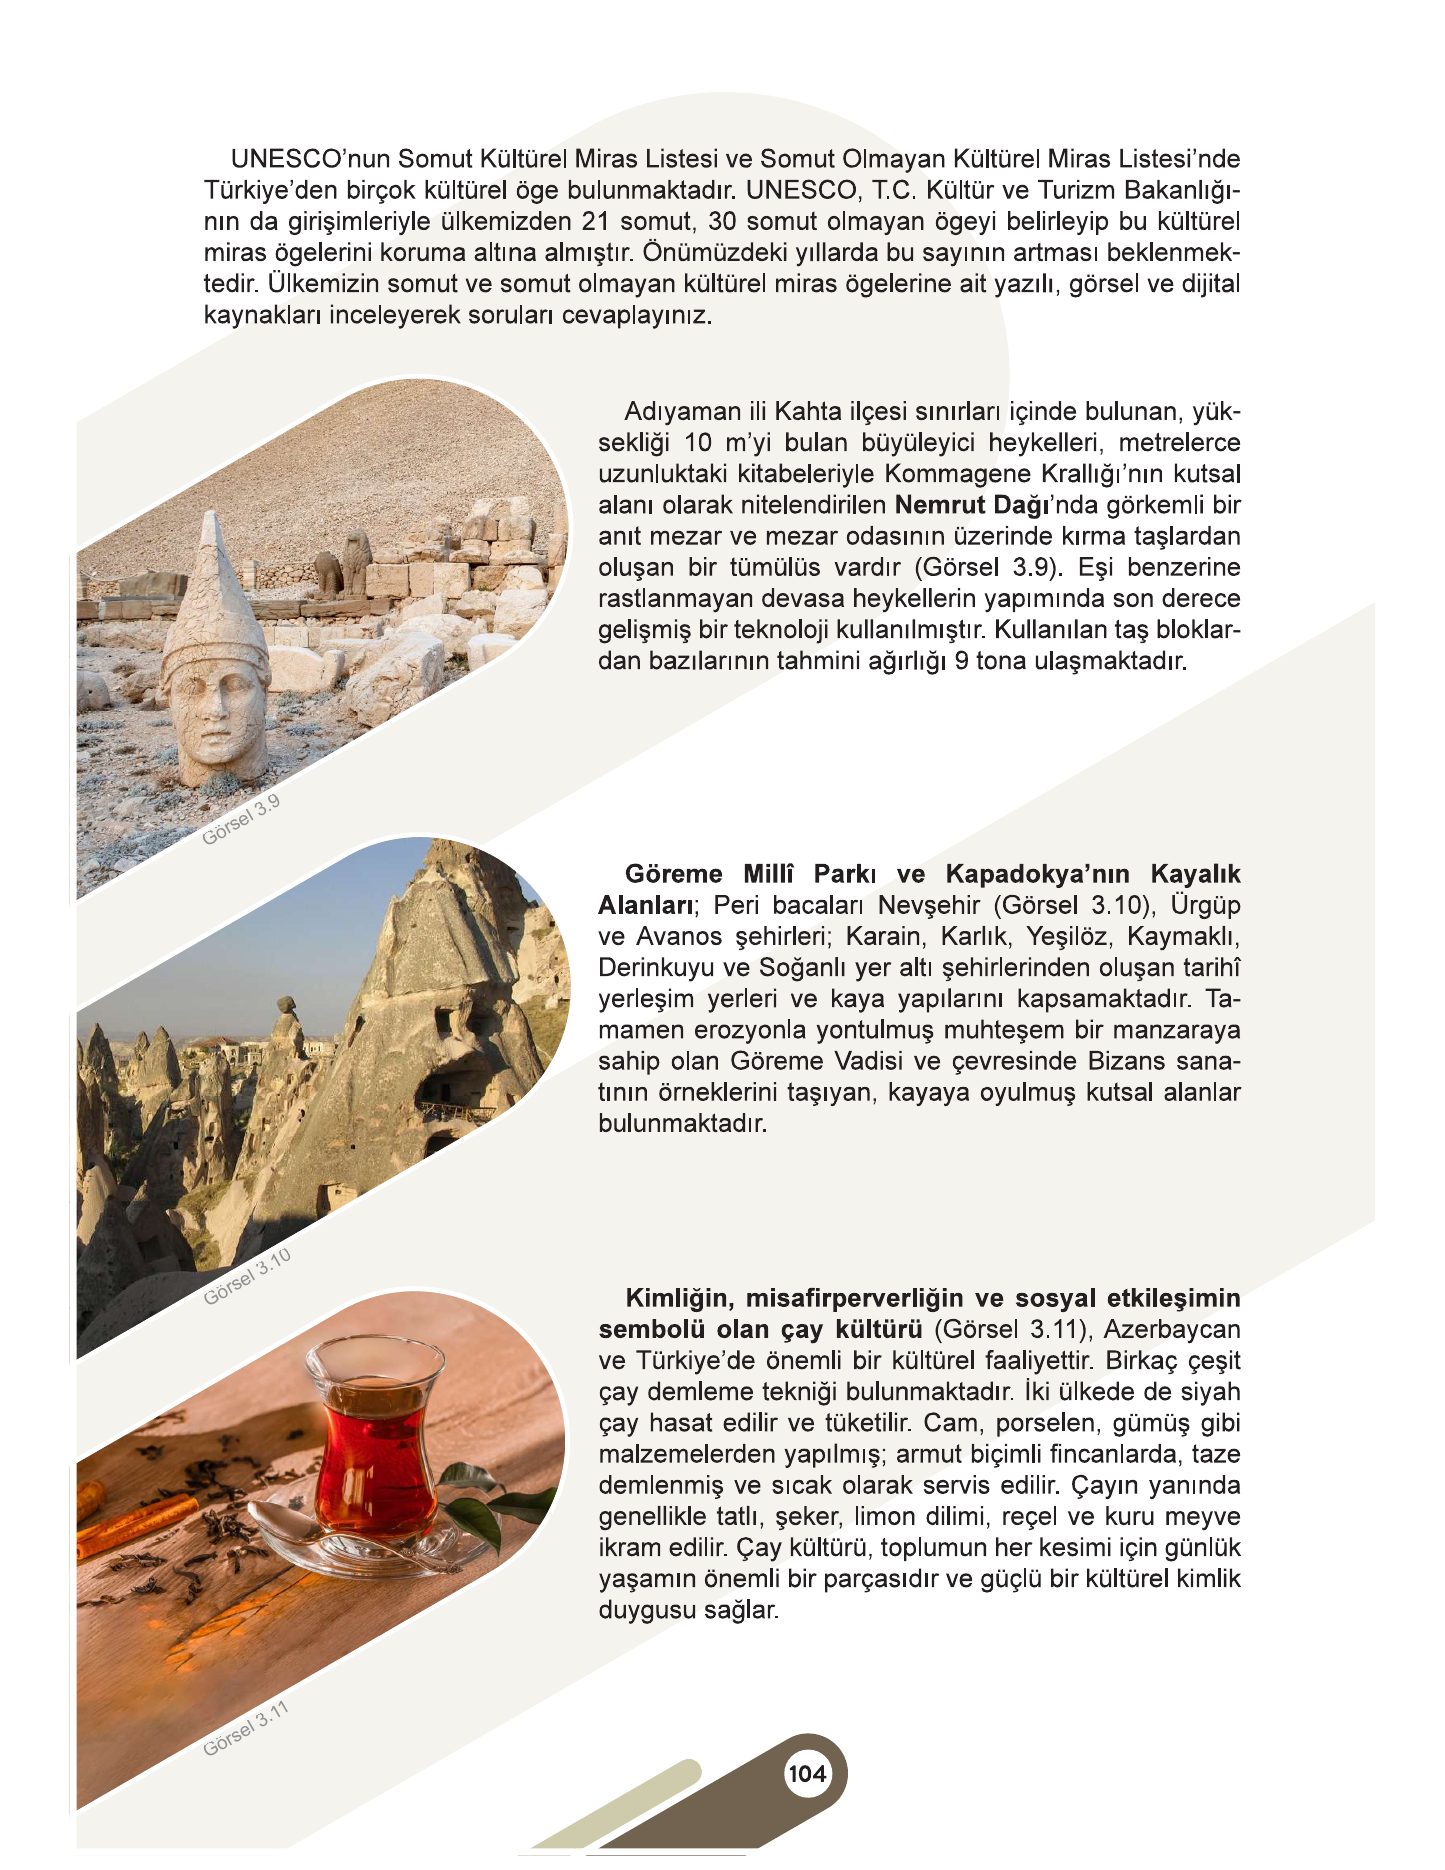 UNESCO’nun Somut Kültürel Miras Listesi ve Somut Olmayan Kültürel Miras Listesi’nde
Türkiye’den birçok kültürel öge bulunmaktadır. UNESCO, T.C. Kültür ve Turizm Bakanlığı-
nın da girişimleriyle ülkemizden 21 somut, 30 somut olmayan ögeyi belirleyip bu kültürel
miras ögelerini koruma altına almıştır. Önümüzdeki yıllarda bu sayının artması beklenmek-
tedir. Ülkemizin somut ve somut olmayan kültürel miras ögelerine ait yazılı, görsel ve dijital
kaynakları inceleyerek soruları cevaplayınız.
Adıyaman ili Kahta ilçesi sınırları içinde bulunan, yük-
sekliği 10 m’yi bulan büyüleyici heykelleri, metrelerce
uzunluktaki kitabeleriyle Kommagene Krallığı’nın kutsal
alanı olarak nitelendirilen Nemrut Dağı’nda görkemli bir
anıt mezar ve mezar odasının üzerinde kırma taşlardan
oluşan bir tümülüs vardır (Görsel 3.9). Eşi benzerine
rastlanmayan devasa heykellerin yapımında son derece
gelişmiş bir teknoloji kullanılmıştır. Kullanılan taş bloklar-
dan bazılarının tahmini ağırlığı 9 tona ulaşmaktadır.
Görsel 3.9
Göreme Millî Parkı ve Kapadokya’nın Kayalık
Alanları; Peri bacaları Nevşehir (Görsel 3.10), Ürgüp
ve Avanos şehirleri; Karain, Karlık, Yeşilöz, Kaymaklı,
Derinkuyu ve Soğanlı yer altı şehirlerinden oluşan tarihî
yerleşim yerleri ve kaya yapılarını kapsamaktadır. Ta-
mamen erozyonla yontulmuş muhteşem bir manzaraya
sahip olan Göreme Vadisi ve çevresinde Bizans sana-
tının örneklerini taşıyan, kayaya oyulmuş kutsal alanlar
bulunmaktadır.
Görsel 3.10
Kimliğin, misafirperverliğin ve sosyal etkileşimin
sembolü olan çay kültürü (Görsel 3.11), Azerbaycan
ve Türkiye’de önemli bir kültürel faaliyettir. Birkaç çeşit
çay demleme tekniği bulunmaktadır. İki ülkede de siyah
çay hasat edilir ve tüketilir. Cam, porselen, gümüş gibi
malzemelerden yapılmış; armut biçimli fincanlarda, taze
demlenmiş ve sıcak olarak servis edilir. Çayın yanında
genellikle tatlı, şeker, limon dilimi, reçel ve kuru meyve
ikram edilir. Çay kültürü, toplumun her kesimi için günlük
yaşamın önemli bir parçasıdır ve güçlü bir kültürel kimlik
duygusu sağlar.
Görsel 3.11
104